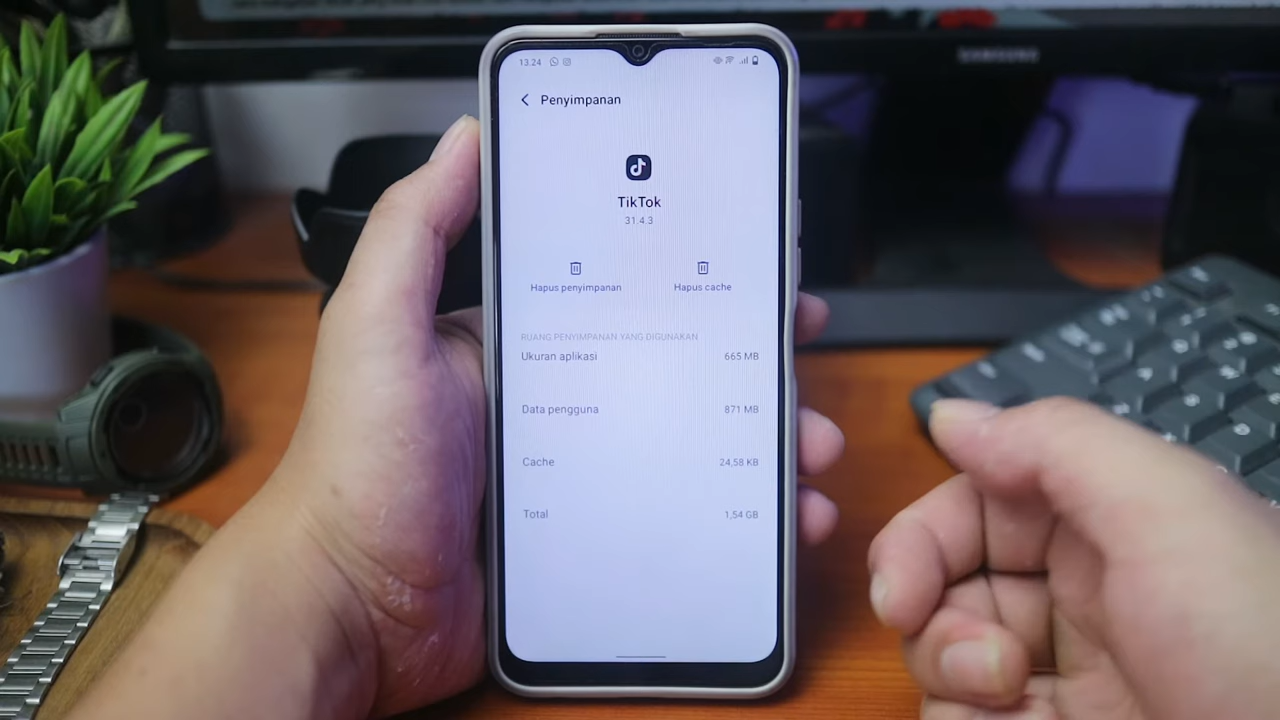 SAMSUNG
13.24
Penyimpanan
TikTok
31.4.3
Hapus penyimpanan
Hapus cache
RUANG PENYIMPANAN YANG DIGUNAKAN
Ukuran aplikasi 665 MB
Data pengguna 871 MB
Cache 24,58 KB
Total 1,54 GB